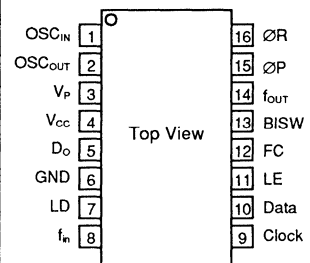 OSCIN 1 16 ØR
OSCOUT 2 15 ØP
VP 3 14 fOUT
VCC 4 13 BISW
Top View
DO 5 12 FC
GND 6 11 LE
LD 7 10 Data
fin 8 9 Clock